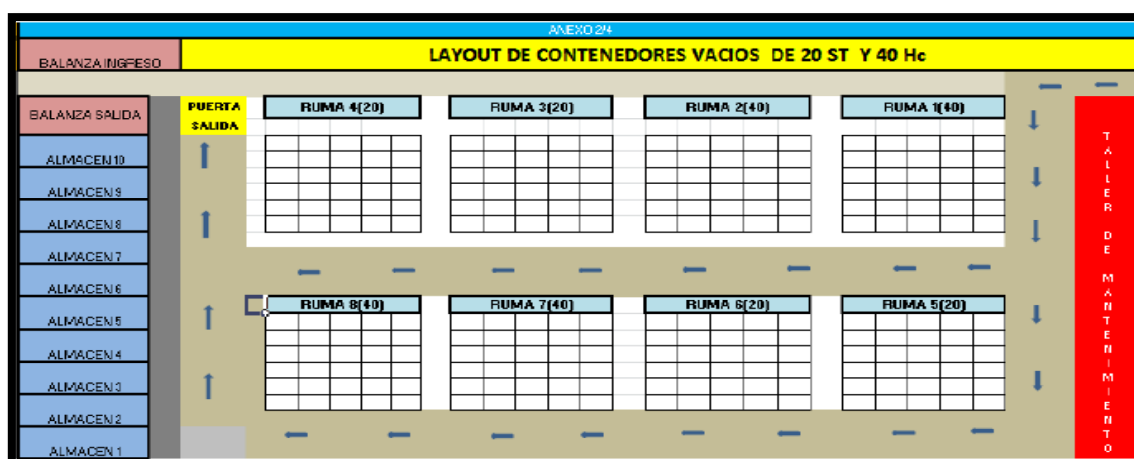 ANEXO 2/4
BALANZA INGRESO
LAYOUT DE CONTENEDORES VACIOS DE 20 ST Y 40 Hc
BALANZA SALIDA
PUERTA
SALIDA
RUMA 4(20)
RUMA 3(20)
RUMA 2(40)
RUMA 1(40)
ALMACEN 10
ALMACEN 9
ALMACEN 8
ALMACEN 7
ALMACEN 6
ALMACEN 5
ALMACEN 4
ALMACEN 3
ALMACEN 2
ALMACEN 1
RUMA 8(40)
RUMA 7(40)
RUMA 6(20)
RUMA 5(20)
TALLER DE MANTENIMIENTO